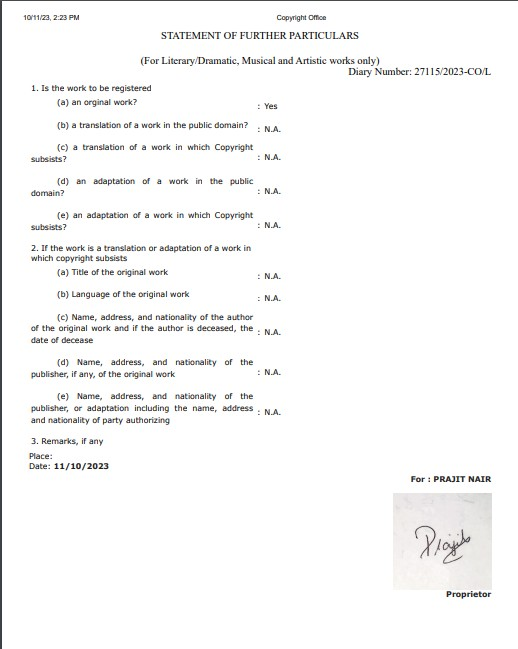 10/11/23, 2:23 PM Copyright Office
STATEMENT OF FURTHER PARTICULARS
(For Literary/Dramatic, Musical and Artistic works only)
Diary Number: 27115/2023-CO/L
1. Is the work to be registered
(a) an orginal work? : Yes
(b) a translation of a work in the public domain? : N.A.
(c) a translation of a work in which Copyright
subsists? : N.A.
(d) an adaptation of a work in the public
domain? : N.A.
(e) an adaptation of a work in which Copyright
subsists? : N.A.
2. If the work is a translation or adaptation of a work in
which copyright subsists
(a) Title of the original work : N.A.
(b) Language of the original work : N.A.
(c) Name, address, and nationality of the author
of the original work and if the author is deceased, the : N.A.
date of decease
(d) Name, address, and nationality of the
publisher, if any, of the original work : N.A.
(e) Name, address, and nationality of the
publisher, or adaptation including the name, address : N.A.
and nationality of party authorizing
3. Remarks, if any
Place:
Date: 11/10/2023
For : PRAJIT NAIR
Proprietor